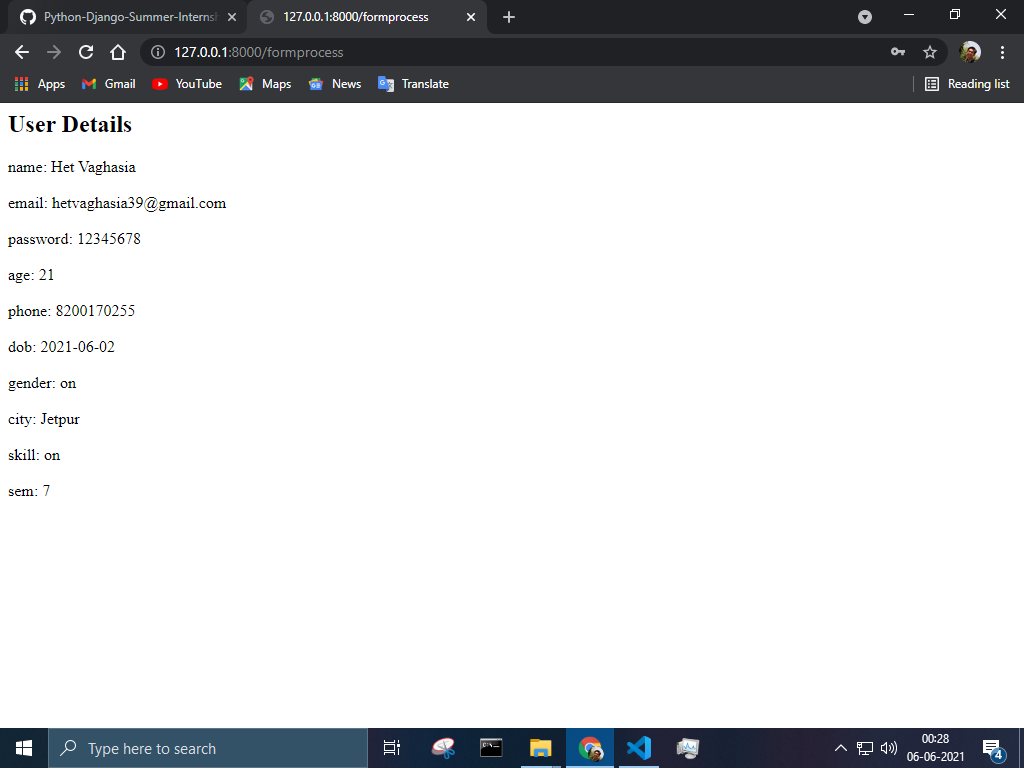 Python-Django-Summer-Internsh
127.0.0.1:8000/formprocess
127.0.0.1:8000/formprocess
Apps
Gmail
YouTube
Maps
News
Translate
Reading list
User Details
name: Het Vaghasia
email: hetvaghasia39@gmail.com
password: 12345678
age: 21
phone: 8200170255
dob: 2021-06-02
gender: on
city: Jetpur
skill: on
sem: 7
Type here to search
00:28
06-06-2021
4